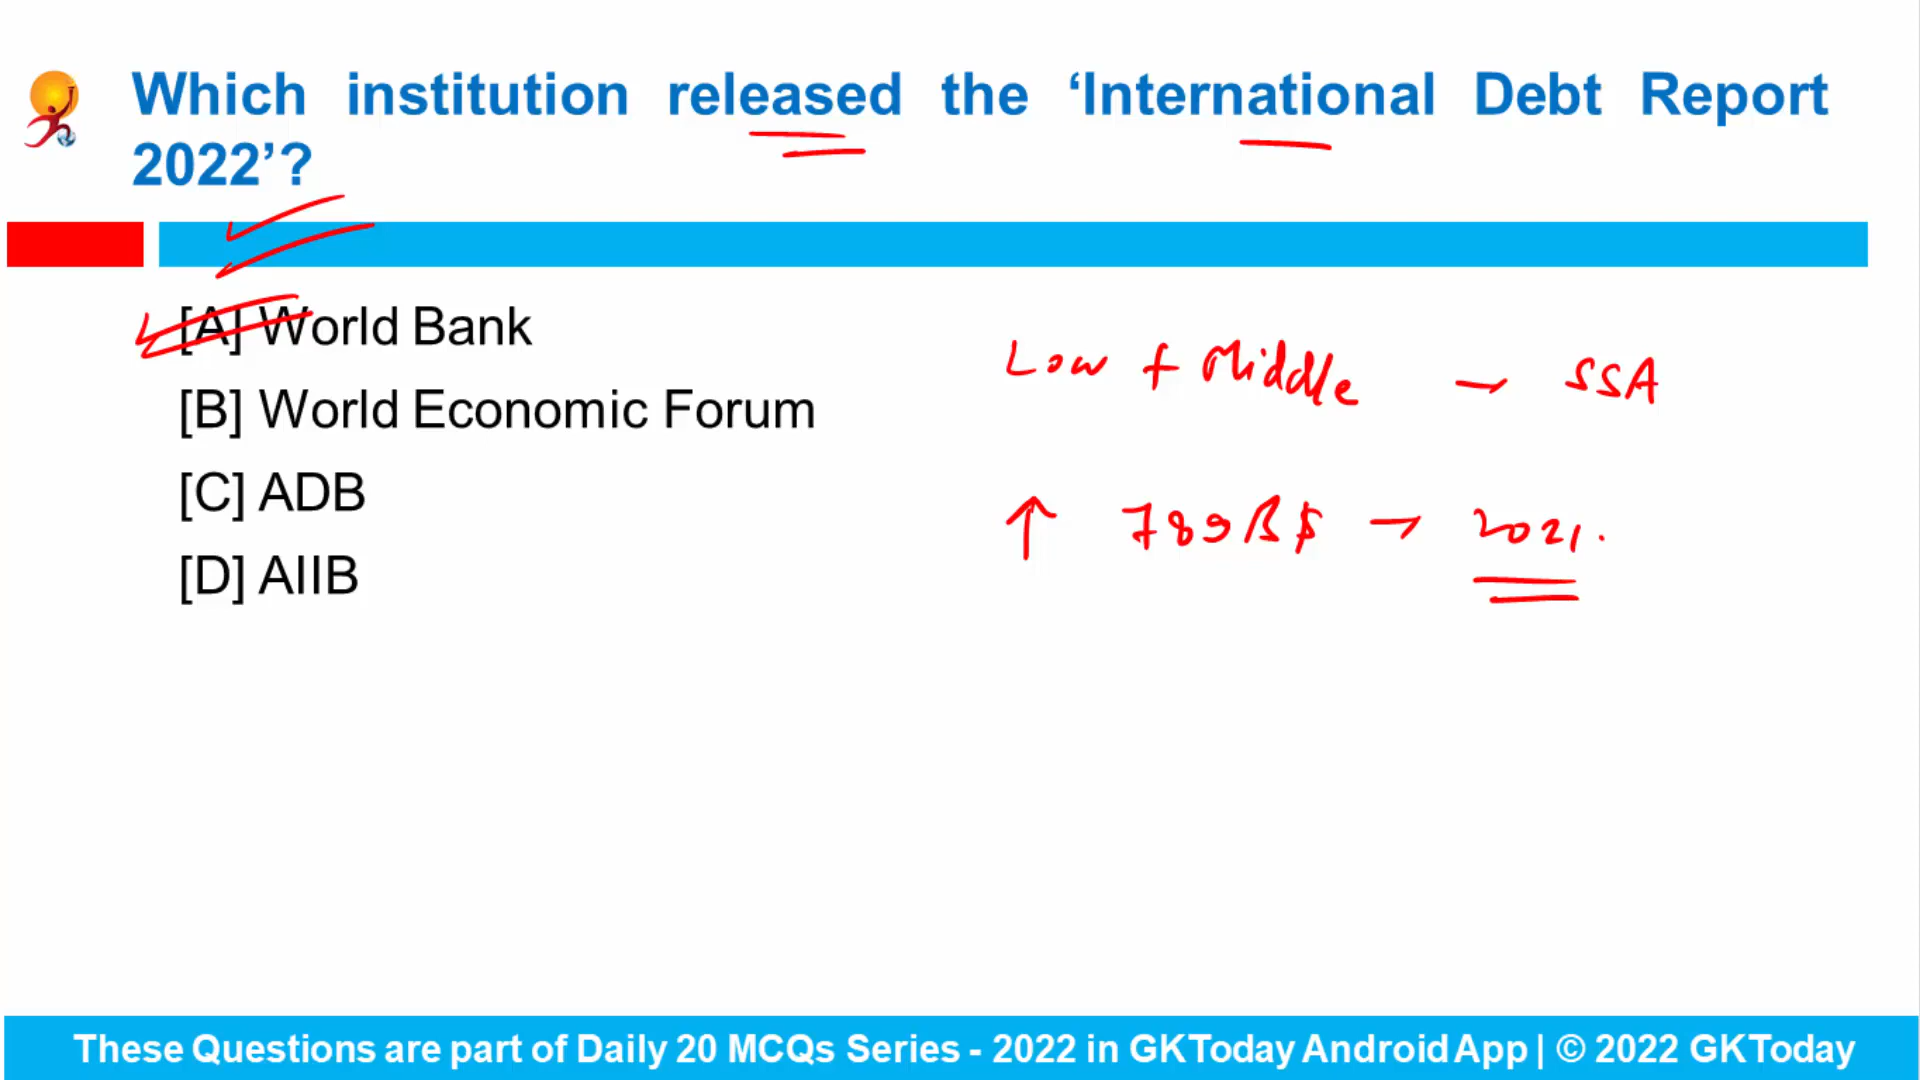 Which institution released the ‘International Debt Report
2022’?
[A] World Bank
[B] World Economic Forum
[C] ADB
[D] AIIB
Low + Middle → SSA
↑ 789B$ → 2021.
These Questions are part of Daily 20 MCQs Series - 2022 in GKToday Android App | © 2022 GKToday